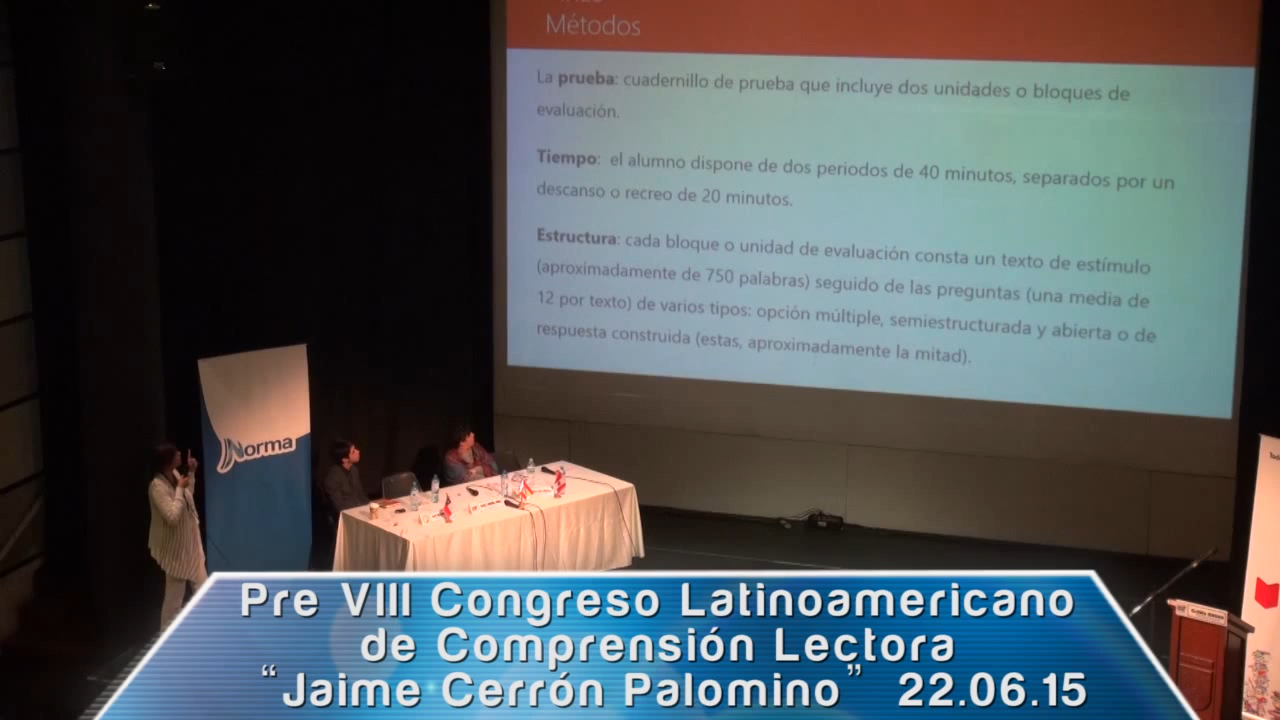 Métodos
La prueba: cuadernillo de prueba que incluye dos unidades o bloques de
evaluación.
Tiempo: el alumno dispone de dos periodos de 40 minutos, separados por un
descanso o recreo de 20 minutos.
Estructura: cada bloque o unidad de evaluación consta un texto de estímulo
(aproximadamente de 750 palabras) seguido de las preguntas (una media de
12 por texto) de varios tipos: opción múltiple, semiestructurada y abierta o de
respuesta construida (estas, aproximadamente la mitad).
Norma
Pre VIII Congreso Latinoamericano
de Comprensión Lectora
“Jaime Cerrón Palomino” 22.06.15